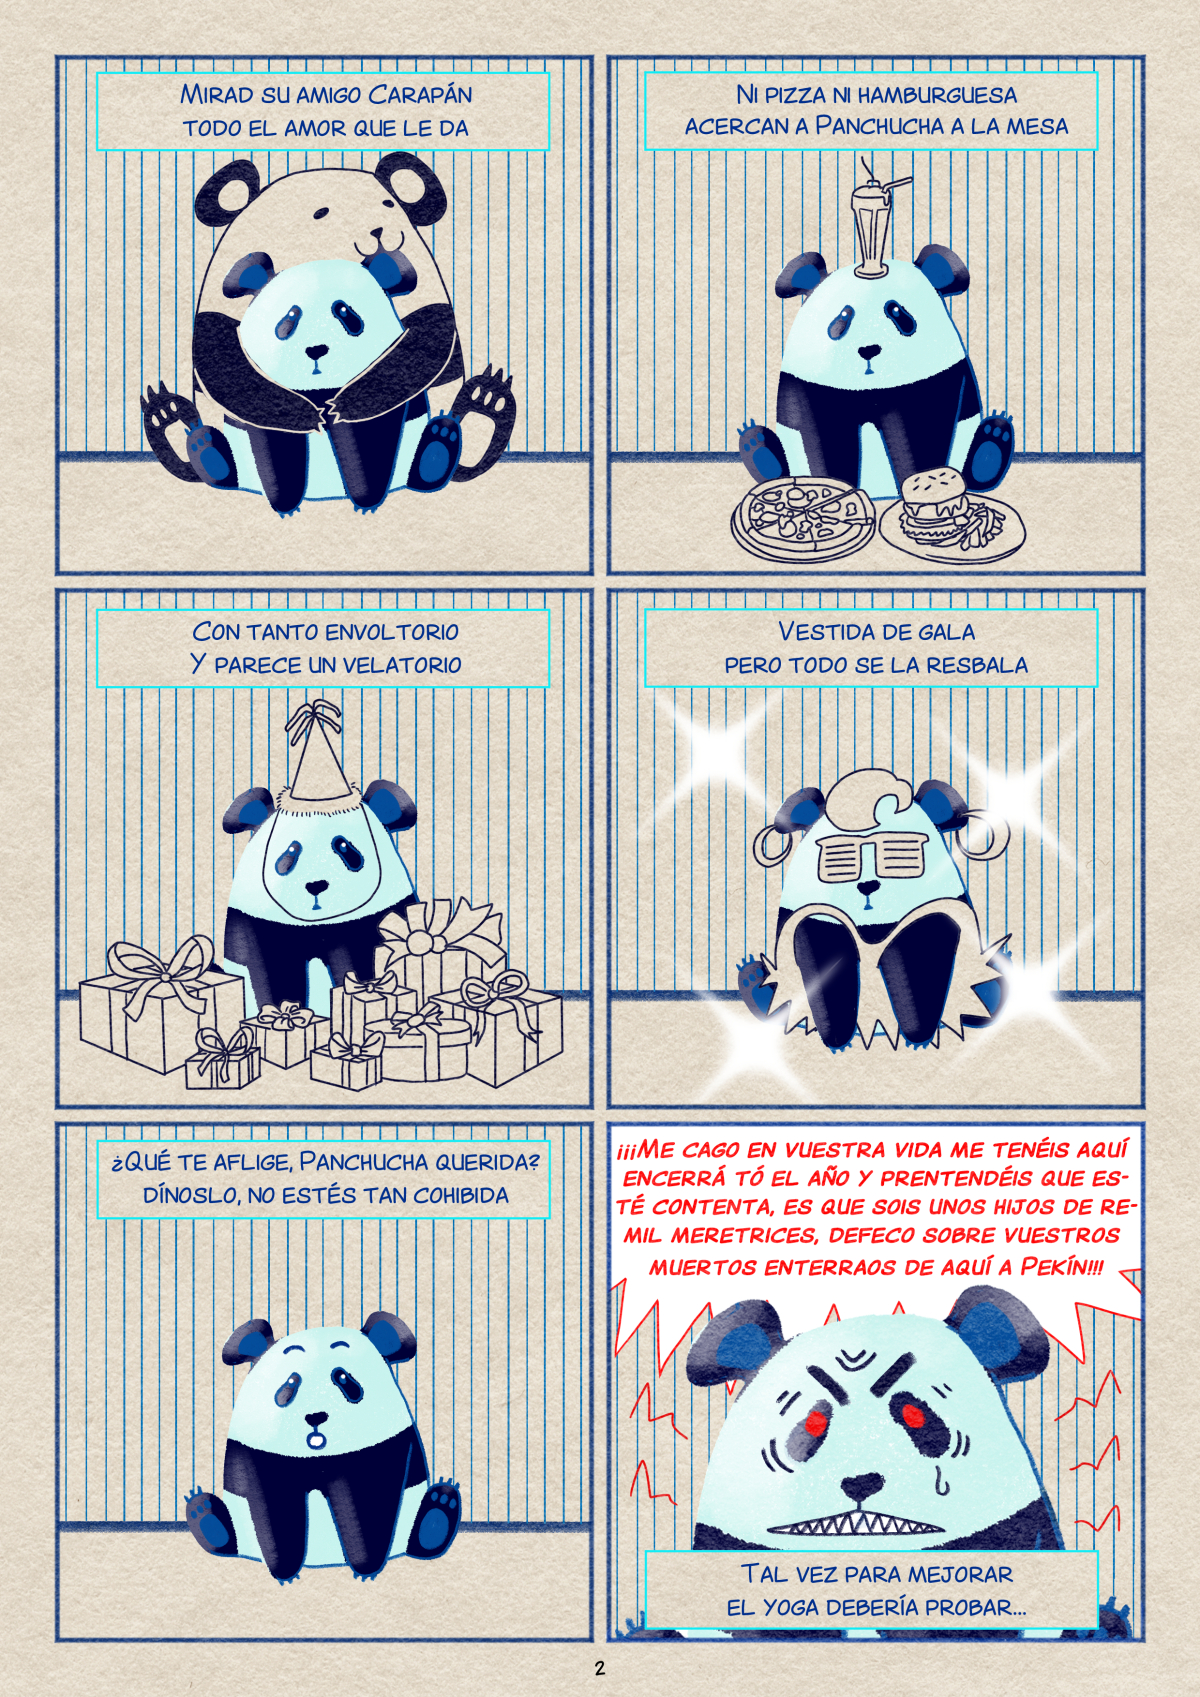 Mirad su amigo Carapán
todo el amor que le da
Ni pizza ni hamburguesa
acercan a Panchucha a la mesa
Con tanto envoltorio
Y parece un velatorio
Vestida de gala
pero todo se la resbala
¿Qué te aflige, Panchucha querida?
dínoslo, no estés tan cohibida
¡¡¡Me cago en vuestra vida me tenéis aquí
encerrá tó el año y prentendéis que es-
té contenta, es que sois unos hijos de re-
mil meretrices, defeco sobre vuestros
muertos enterraos de aquí a Pekín!!!
Tal vez para mejorar
el yoga debería probar...
2